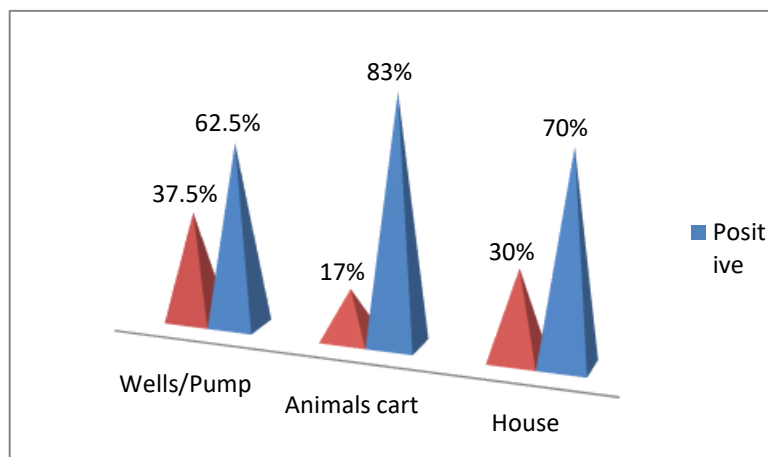 83%
62.5%
70%
37.5%
17%
30%
Posit
ive
Wells/Pump
Animals cart
House